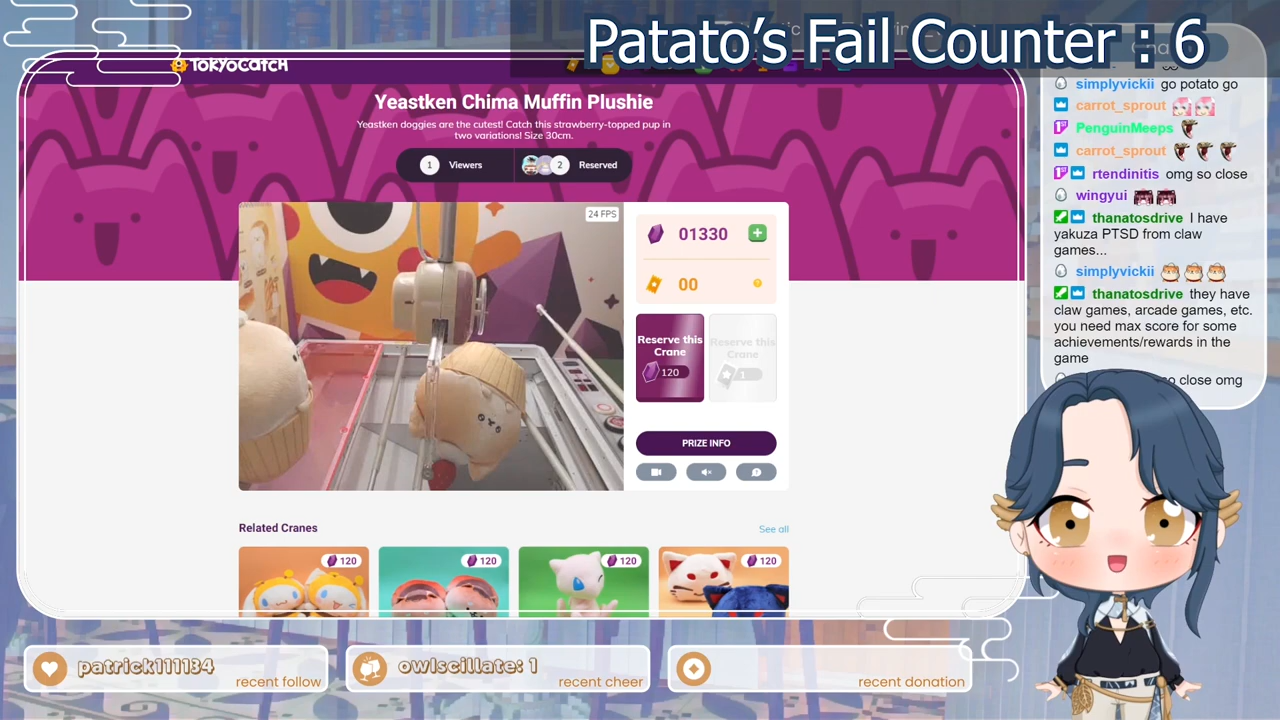 Patato's Fail Counter : 6
TOKYOCATCH
Yeastken Chima Muffin Plushie
Yeastken doggies are the cutest! Catch this strawberry-topped pup in
two variations! Size 30cm.
1 Viewers
2 Reserved
24 FPS
01330
00
Reserve this
Crane
120
Reserve this
Crane
1
PRIZE INFO
Related Cranes
See all
120
120
120
120
simplyvickii go potato go
carrot_sprout
PenguinMeeps
carrot_sprout
rtendinitis omg so close
wingyui
thanatosdrive I have
yakuza PTSD from claw
games...
simplyvickii
thanatosdrive they have
claw games, arcade games, etc.
you need max score for some
achievements/rewards in the
game
close omg
patrick111134
recent follow
owlscillate: 1
recent cheer
recent donation